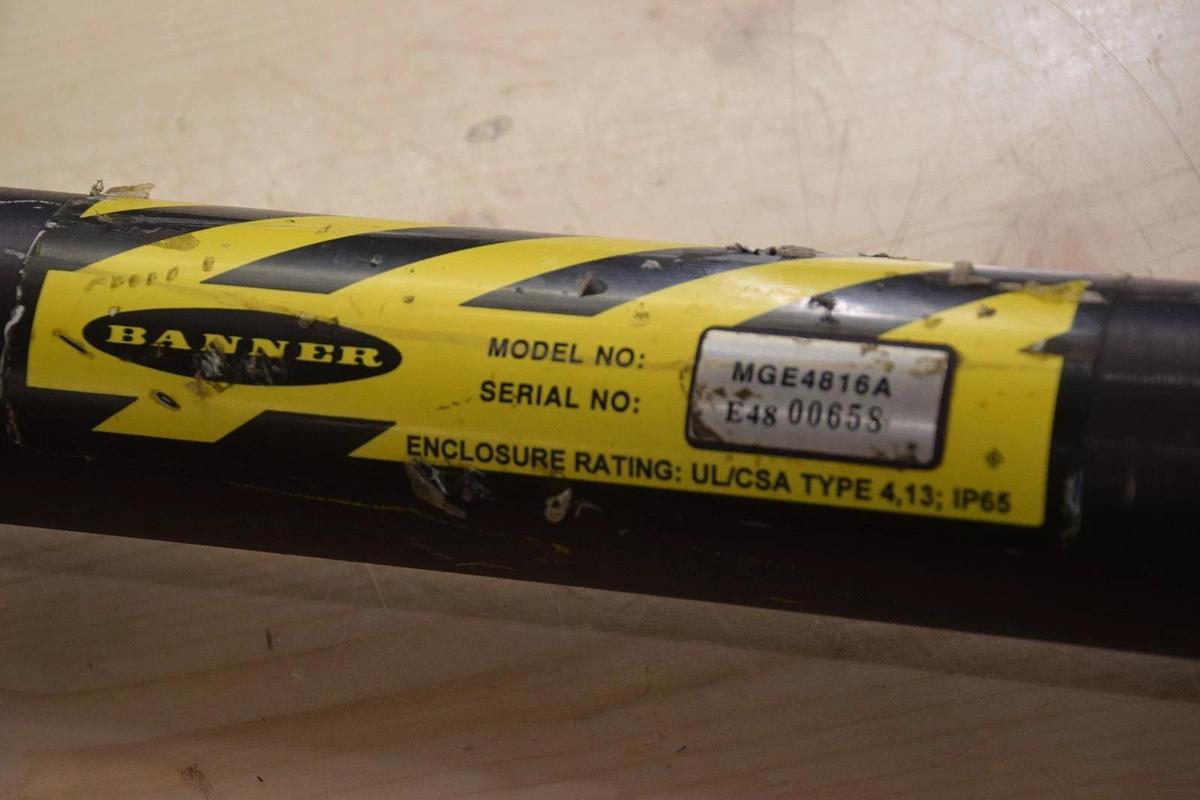 BANNER
MODEL NO: MGE4816A
SERIAL NO: E48 00658
ENCLOSURE RATING: UL/CSA TYPE 4,13; IP65